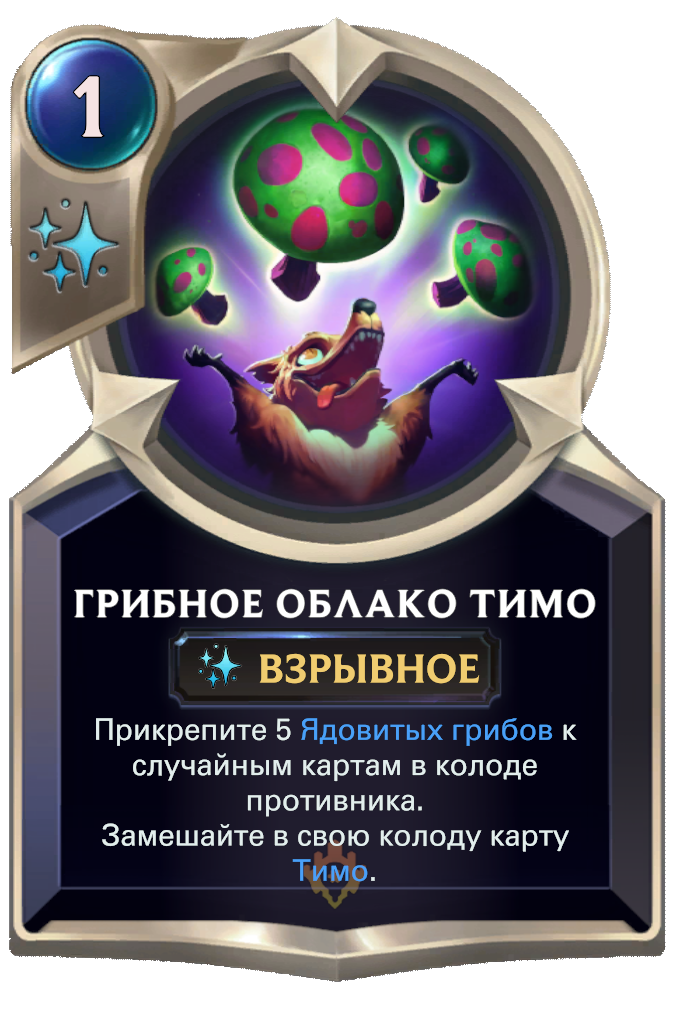 1
ГРИБНОЕ ОБЛАКО ТИМО
ВЗРЫВНОЕ
Прикрепите 5 Ядовитых грибов к
случайным картам в колоде
противника.
Замешайте в свою колоду карту
Тимо.